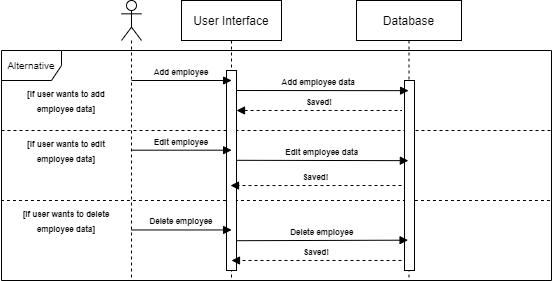 User Interface
Database
Alternative
Add employee
[If user wants to add
employee data]
Add employee data
Saved!
[If user wants to edit
employee data]
Edit employee
Edit employee data
Saved!
[If user wants to delete
employee data]
Delete employee
Delete employee
Saved!